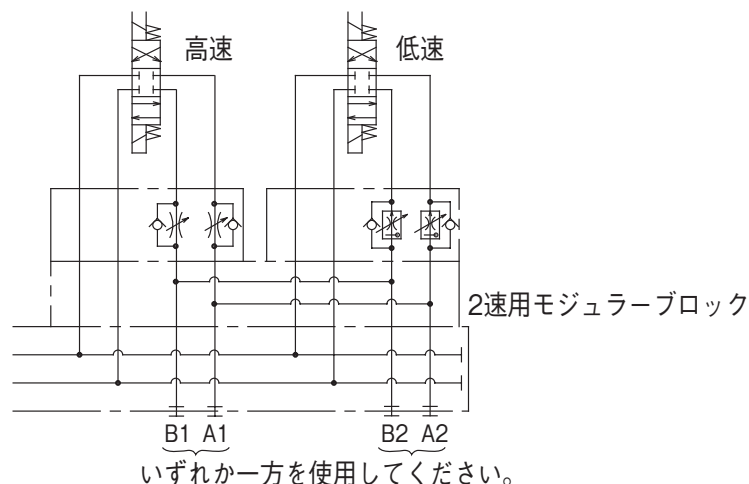 高速
低速
2速用モジュラーブロック
B1 A1
B2 A2
いずれか一方を使用してください。